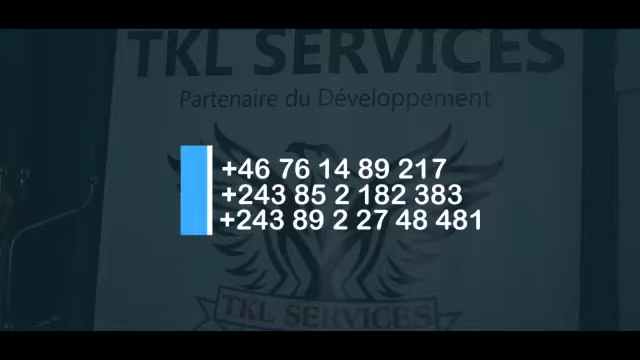 TKL SERVICES
Partenaire du Développement
+46 76 14 89 217
+243 85 2 182 383
+243 89 2 27 48 481
TKL SERVICES